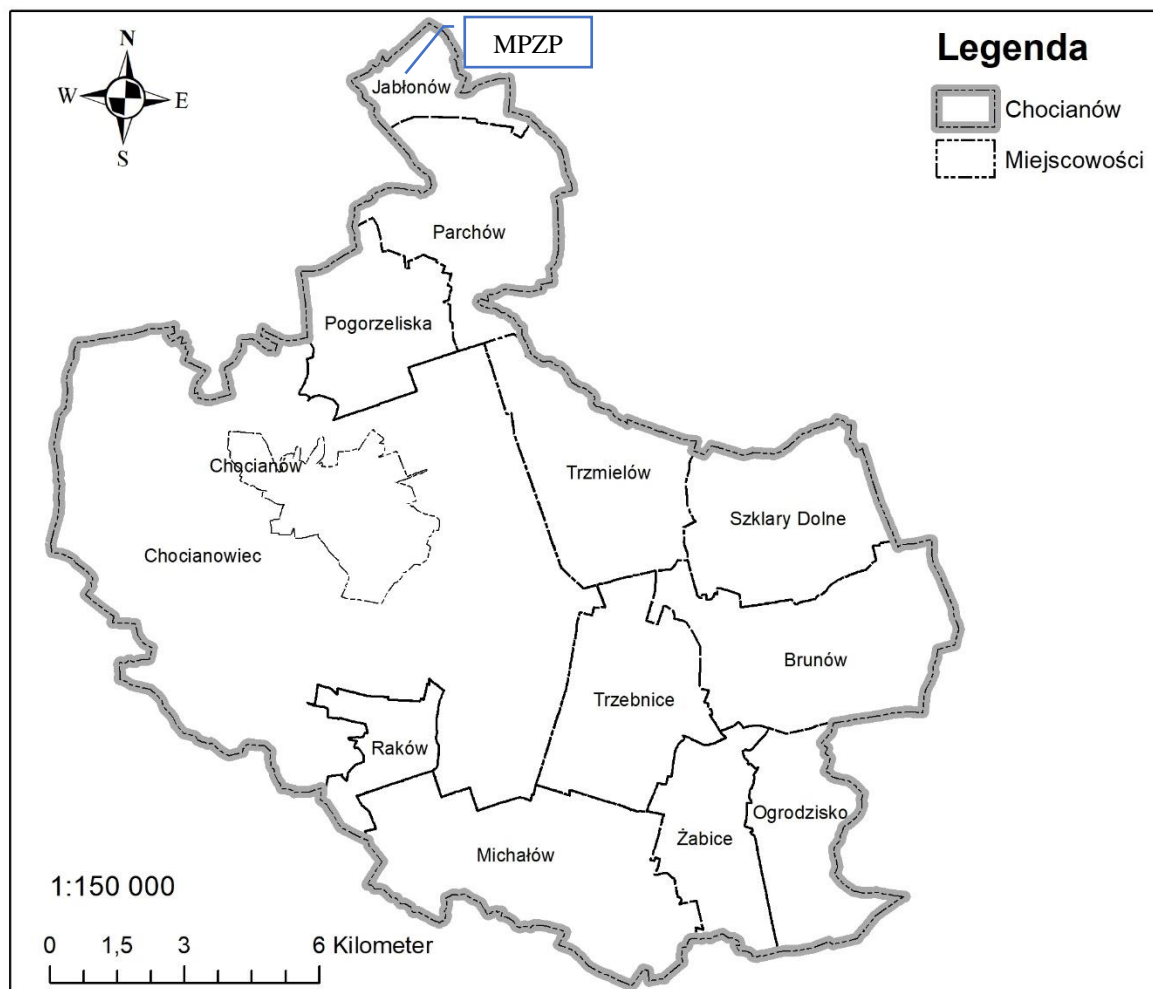 MPZP
Legenda
Chocianów
Miejscowości
N
W
E
S
Jabłonów
Parchów
Pogorzeliska
Chocianów
Trzmielów
Szklary Dolne
Chocianowiec
Brunów
Trzebnice
Raków
Ogrodzisko
Żabice
Michałów
1:150 000
0 1,5 3 6 Kilometer